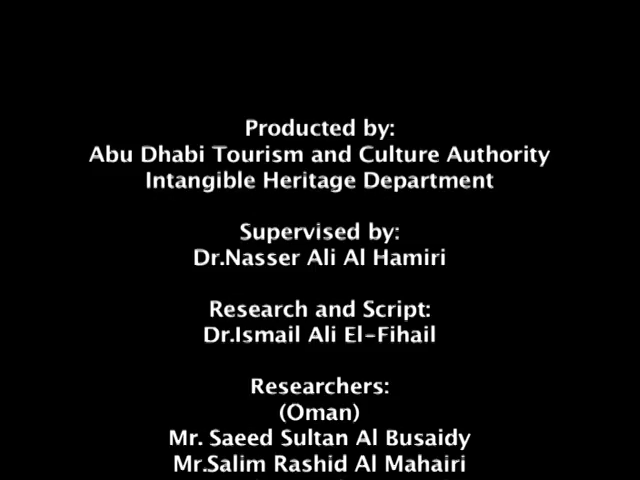 Producted by:
Abu Dhabi Tourism and Culture Authority
Intangible Heritage Department
Supervised by:
Dr.Nasser Ali Al Hamiri
Research and Script:
Dr.Ismail Ali El-Fihail
Researchers:
(Oman)
Mr. Saeed Sultan Al Busaidy
Mr.Salim Rashid Al Mahairi